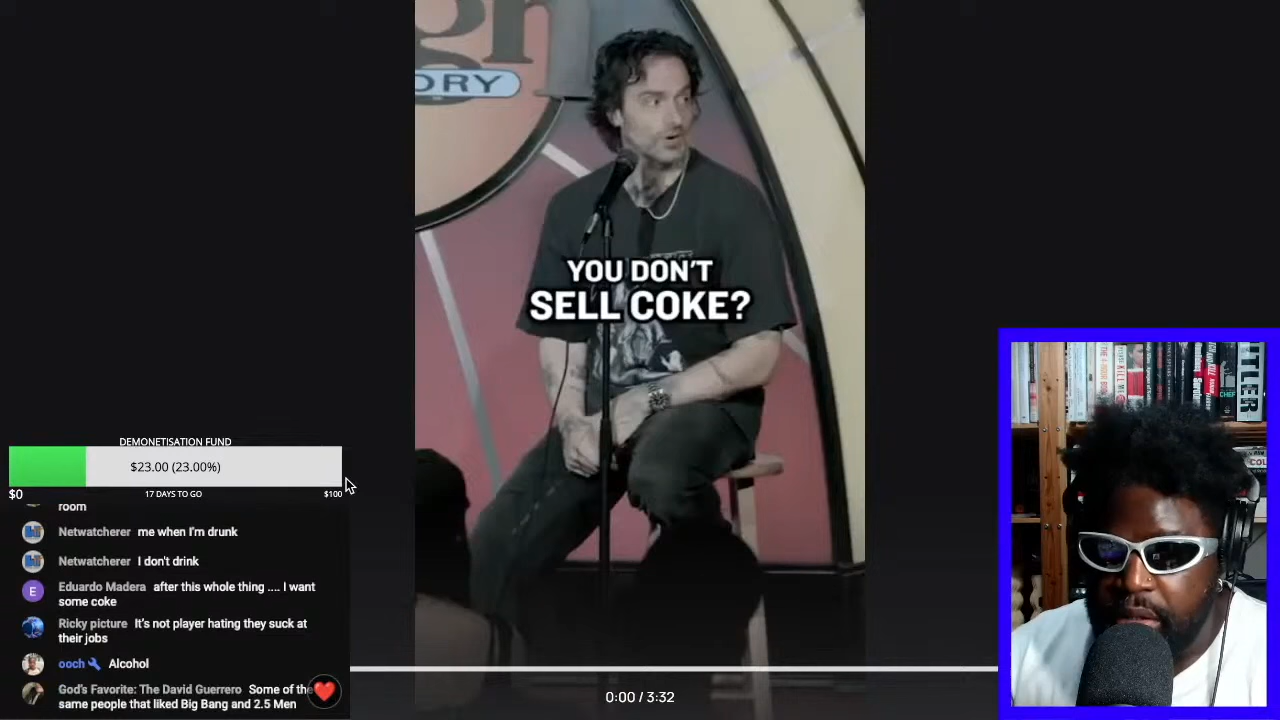 gh
ORY
YOU DON'T
SELL COKE?
DEMONETISATION FUND
$23.00 (23.00%)
$0
17 DAYS TO GO
$100
room
Netwatcherer me when I'm drunk
Netwatcherer I don't drink
E
Eduardo Madera after this whole thing .... I want
some coke
Ricky picture It's not player hating they suck at
their jobs
ooch Alcohol
God's Favorite: The David Guerrero Some of the
same people that liked Big Bang and 2.5 Men
0:00 / 3:32
CHEF